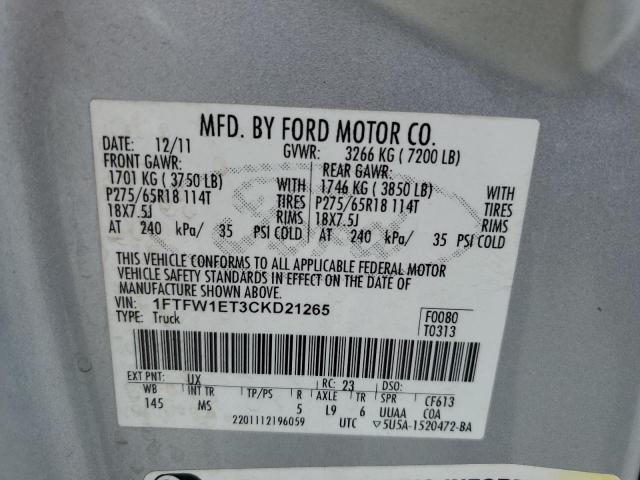 MFD. BY FORD MOTOR CO.
DATE: 12/11 GVWR: 3266 KG ( 7200 LB)
FRONT GAWR: REAR GAWR:
1701 KG ( 3750 LB) WITH 1746 KG ( 3850 LB) WITH
P275/65R18 114T TIRES P275/65R18 114T TIRES
18X7.5J RIMS 18X7.5J RIMS
AT 240 kPa/ 35 PSI COLD AT 240 kPa/ 35 PSI COLD
THIS VEHICLE CONFORMS TO ALL APPLICABLE FEDERAL MOTOR
VEHICLE SAFETY STANDARDS IN EFFECT ON THE DATE OF
MANUFACTURE SHOWN ABOVE.
VIN: 1FTFW1ET3CKD21265 F0080
TYPE: Truck T0313
EXT PNT: UX RC: 23 DSO:
WB INT TR TP/PS R AXLE TR SPR CF613
145 MS 5 L9 6 UUAA COA
2201112196059 UTC ▽5U5A-1520472-BA